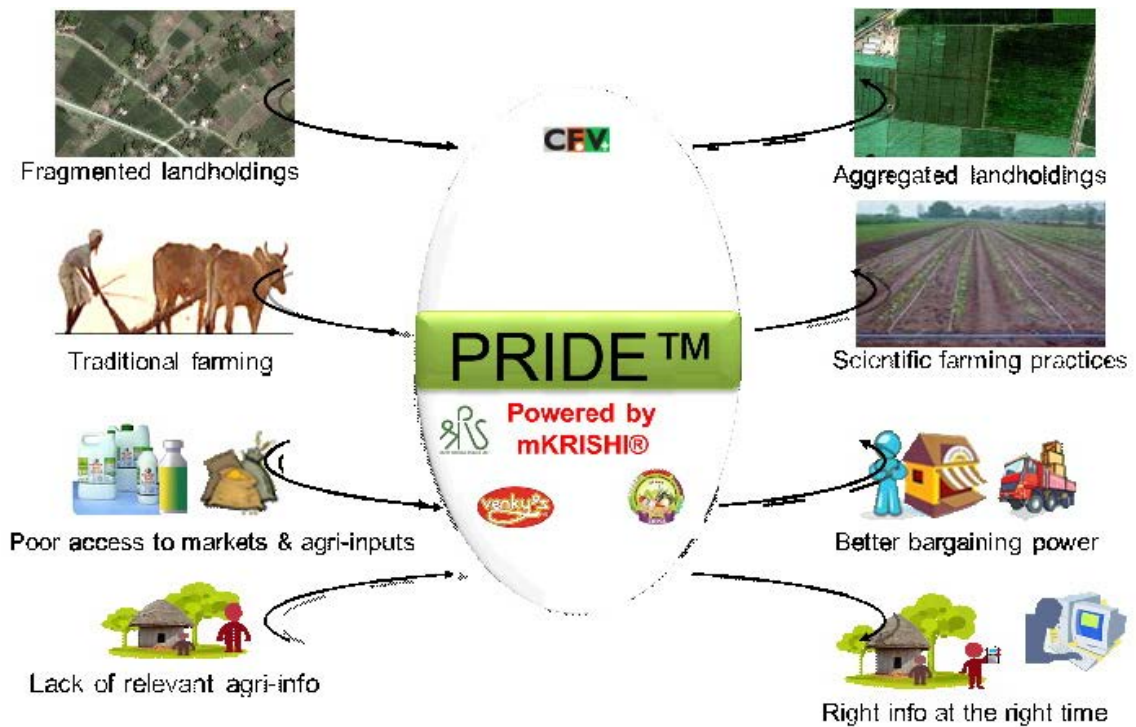 CFV
Fragmented landholdings
Aggregated landholdings
PRIDE™
Traditional farming
Scientific farming practices
Powered by
mKRISHI®
venky's
Poor access to markets & agri-inputs
Better bargaining power
Lack of relevant agri-info
Right info at the right time